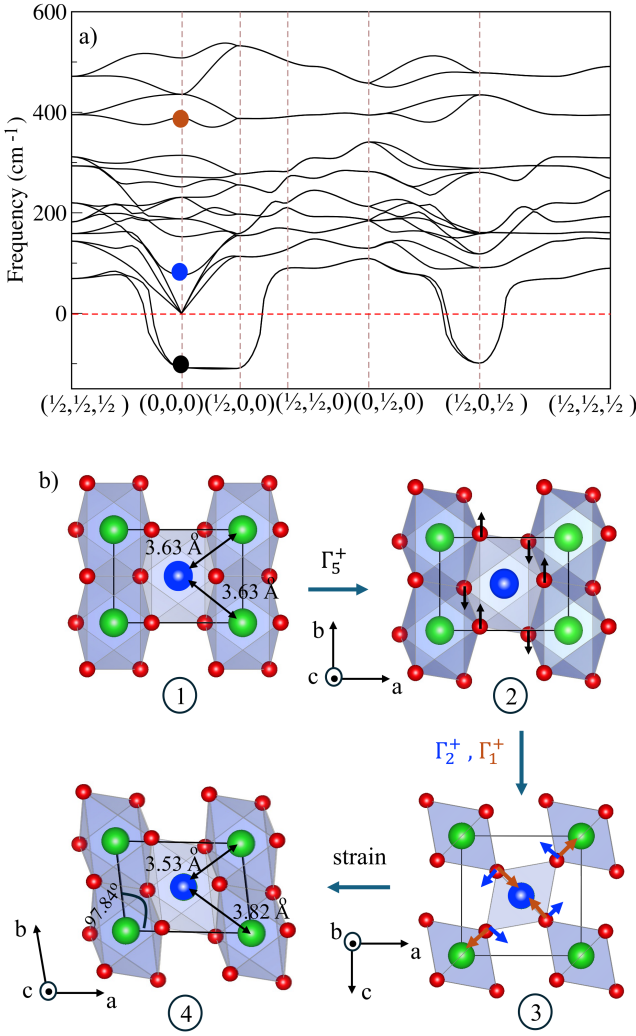 600
a)
400
200
0
Frequency (cm⁻¹)
(½,½,½ ) (0,0,0) (½,0,0) (½,½,0) (0,½,0) (½,0,½ ) (½,½,½ )
b)
3.63 Å
3.63 Å
Γ₅⁺
b
c
a
1
2
Γ₂⁺ , Γ₁⁺
3.53 Å
3.82 Å
97.84°
strain
b
c
a
b
a
c
4
3